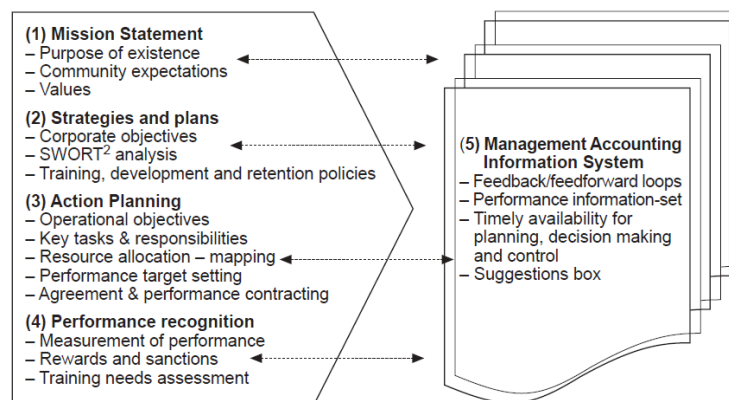 (1) Mission Statement
– Purpose of existence
– Community expectations
– Values
(2) Strategies and plans
– Corporate objectives
– SWORT² analysis
– Training, development and retention policies
(3) Action Planning
– Operational objectives
– Key tasks & responsibilities
– Resource allocation – mapping
– Performance target setting
– Agreement & performance contracting
(4) Performance recognition
– Measurement of performance
– Rewards and sanctions
– Training needs assessment
(5) Management Accounting
Information System
– Feedback/feedforward loops
– Performance information-set
– Timely availability for
planning, decision making
and control
– Suggestions box